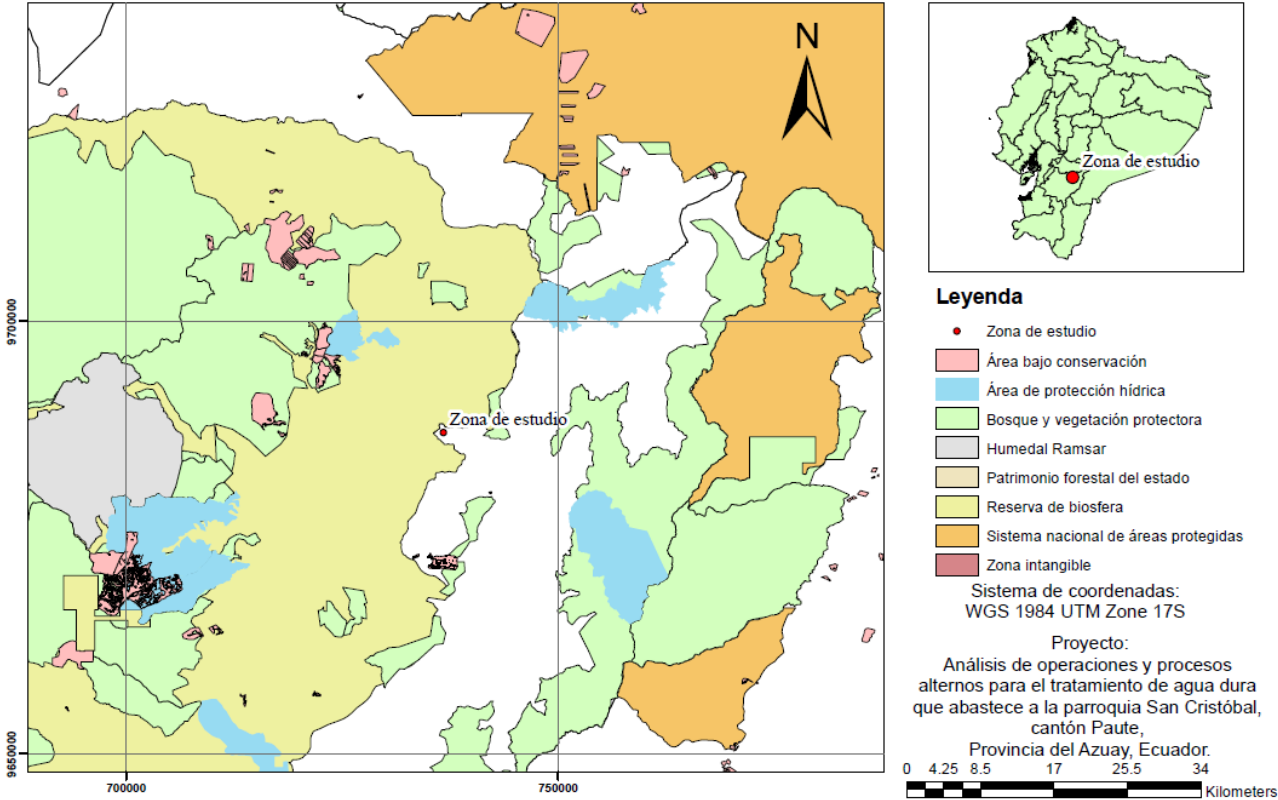 N
Zona de estudio
9700000
Zona de estudio
9650000
700000
750000
Zona de estudio
Leyenda
Zona de estudio
Área bajo conservación
Área de protección hídrica
Bosque y vegetación protectora
Humedal Ramsar
Patrimonio forestal del estado
Reserva de biosfera
Sistema nacional de áreas protegidas
Zona intangible
Sistema de coordenadas:
WGS 1984 UTM Zone 17S
Proyecto:
Análisis de operaciones y procesos
alternos para el tratamiento de agua dura
que abastece a la parroquia San Cristóbal,
cantón Paute,
Provincia del Azuay, Ecuador.
0 4.25 8.5 17 25.5 34
Kilometers